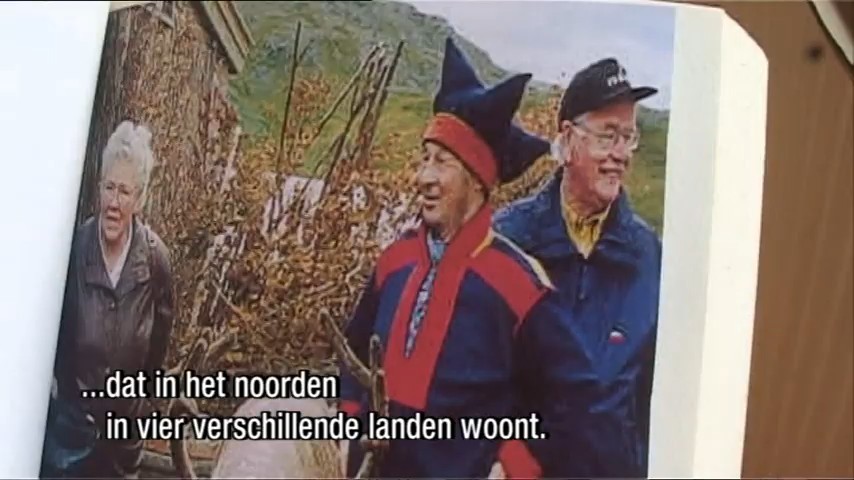 ...dat in het noorden
in vier verschillende landen woont.